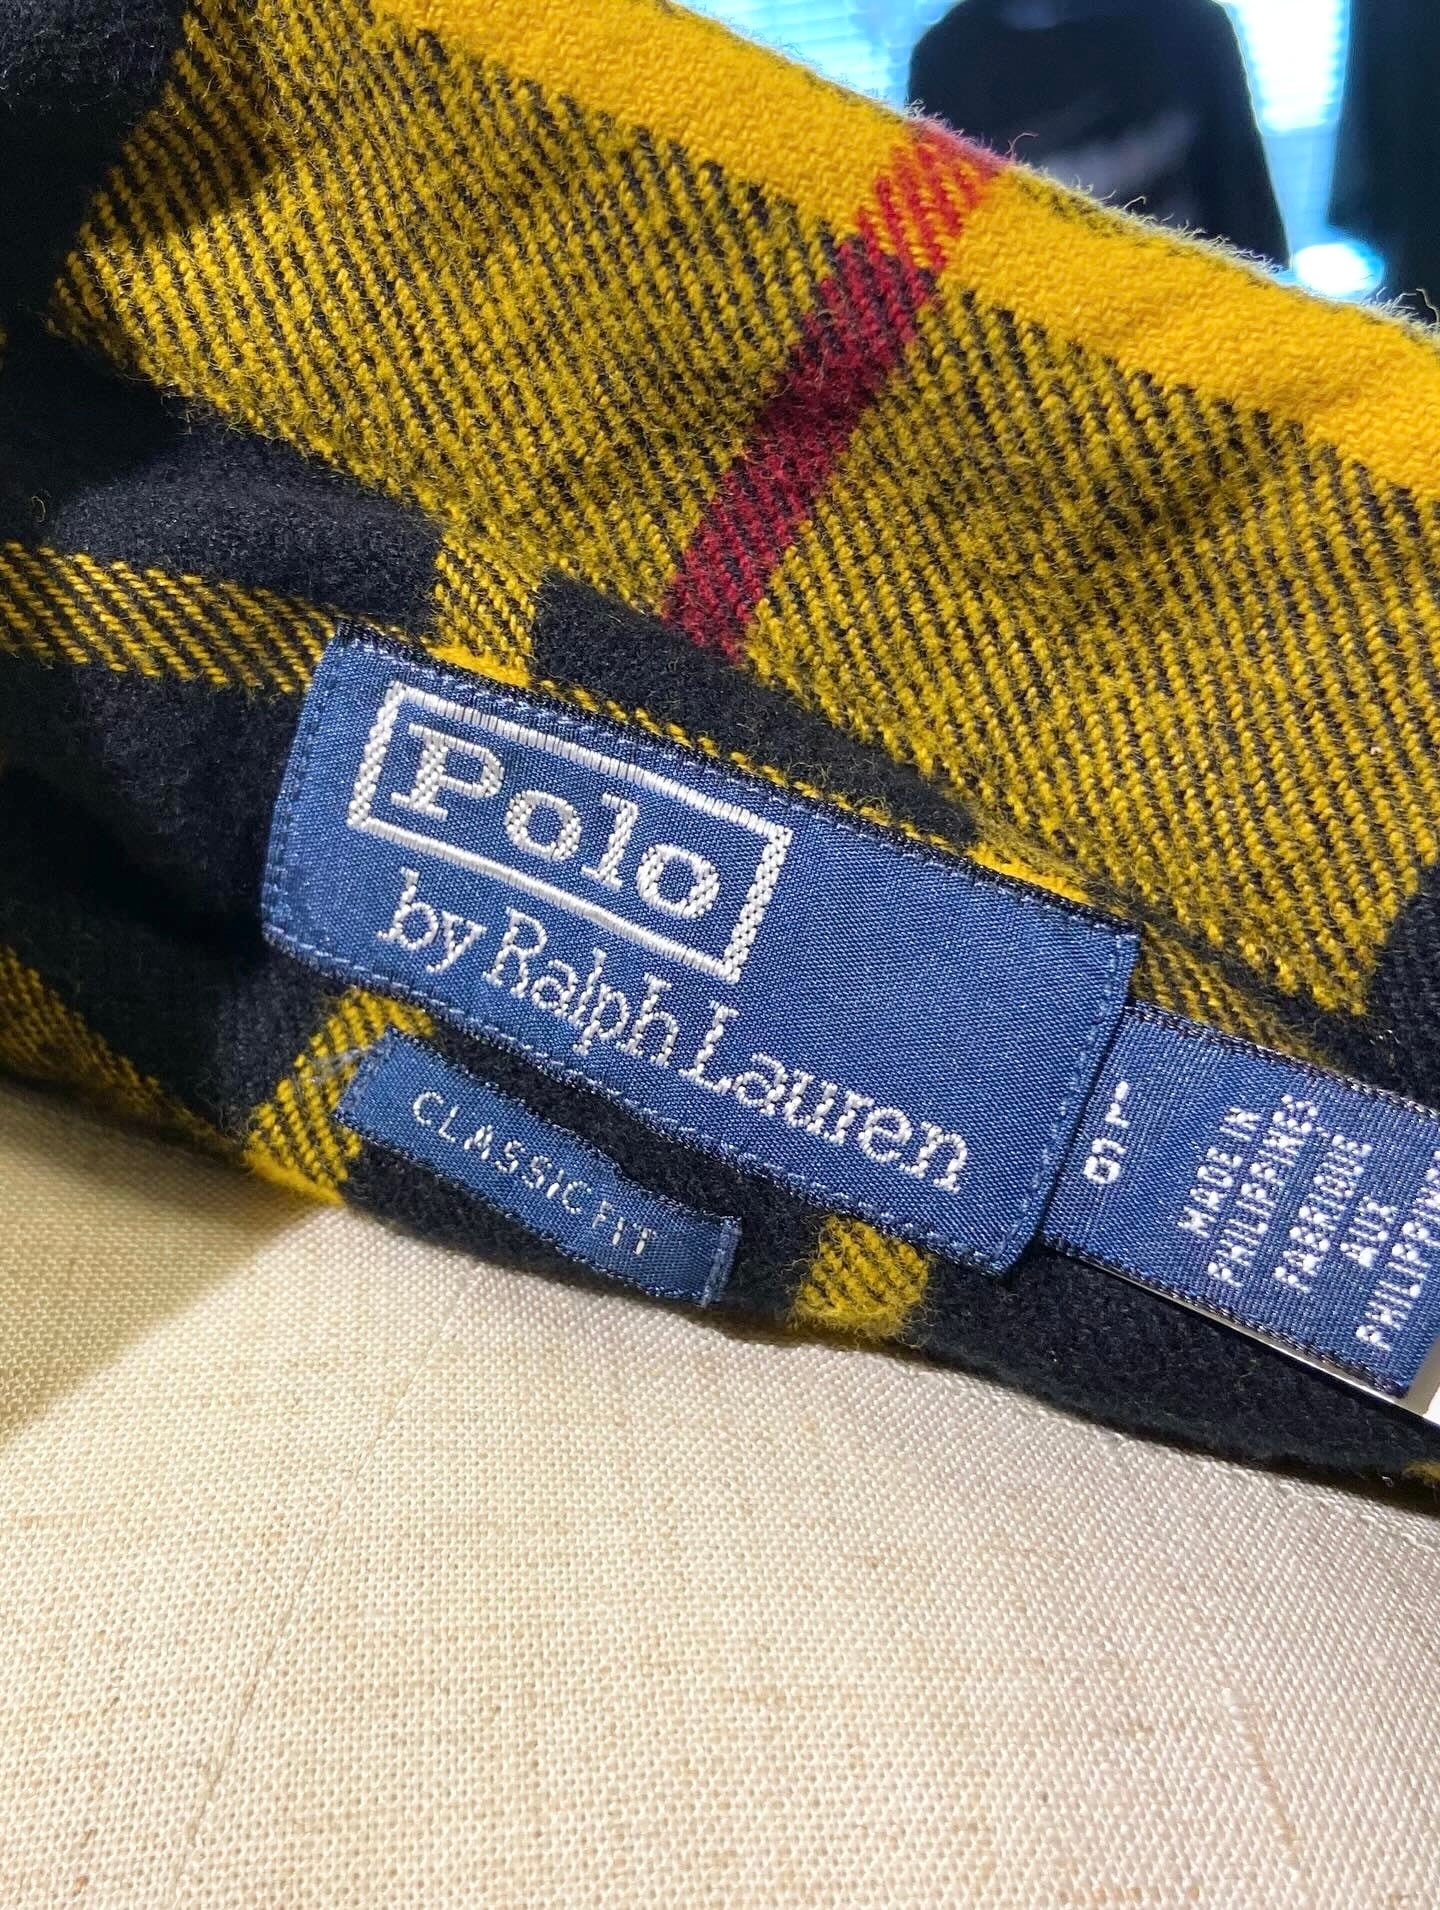 Polo
by Ralph Lauren
CLASSIC FIT
L
G
MADE IN
PHILIPPINES
FABRIQUE
AUX